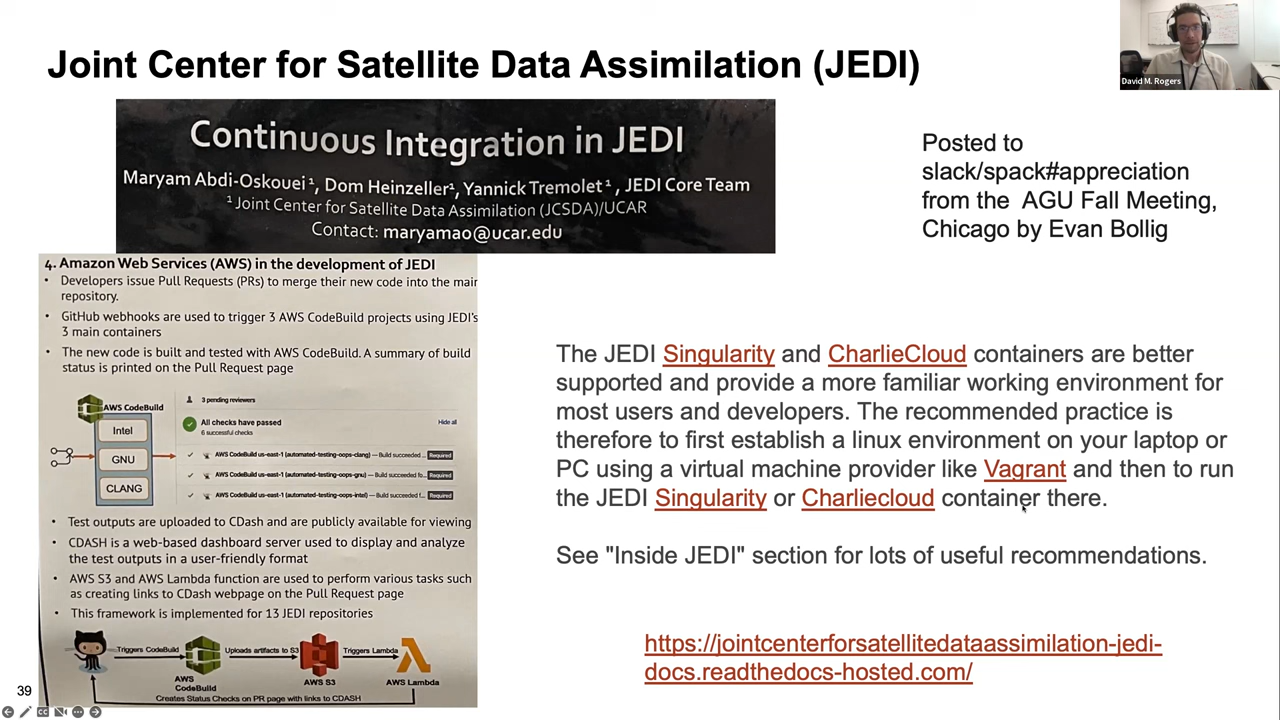 Joint Center for Satellite Data Assimilation (JEDI)
David M. Rogers
Continuous Integration in JEDI
Maryam Abdi-Oskouei¹, Dom Heinzeller¹, Yannick Tremolet¹, JEDI Core Team
¹ Joint Center for Satellite Data Assimilation (JCSDA)/UCAR
Contact: maryamao@ucar.edu
Posted to
slack/spack#appreciation
from the AGU Fall Meeting,
Chicago by Evan Bollig
4. Amazon Web Services (AWS) in the development of JEDI
• Developers issue Pull Requests (PRs) to merge their new code into the main
repository.
• GitHub webhooks are used to trigger 3 AWS CodeBuild projects using JEDI's
3 main containers
• The new code is built and tested with AWS CodeBuild. A summary of build
status is printed on the Pull Request page
AWS CodeBuild
Intel
GNU
CLANG
3 pending reviewers
All checks have passed
Hide all
6 successful checks
AWS CodeBuild us-east-1 (automated-testing-oops-clang) — Build succeeded ... Required
AWS CodeBuild us-east-1 (automated-testing-oops-gnu) — Build succeeded fo... Required
AWS CodeBuild us-east-1 (automated-testing-oops-intel) — Build succeeded f... Required
• Test outputs are uploaded to CDash and are publicly available for viewing
• CDASH is a web-based dashboard server used to display and analyze
the test outputs in a user-friendly format
• AWS S3 and AWS Lambda function are used to perform various tasks such
as creating links to CDash webpage on the Pull Request page
• This framework is implemented for 13 JEDI repositories
Triggers CodeBuild
Uploads artifacts to S3
Triggers Lambda
AWS
CodeBuild
AWS S3
AWS Lambda
Creates Status Checks on PR page with links to CDASH
The JEDI Singularity and CharlieCloud containers are better
supported and provide a more familiar working environment for
most users and developers. The recommended practice is
therefore to first establish a linux environment on your laptop or
PC using a virtual machine provider like Vagrant and then to run
the JEDI Singularity or Charliecloud container there.
See "Inside JEDI" section for lots of useful recommendations.
https://jointcenterforsatellitedataassimilation-jedi-
docs.readthedocs-hosted.com/
39